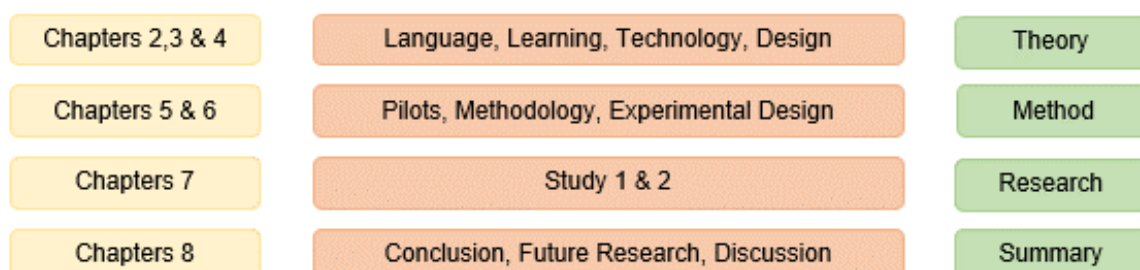 Chapters 2,3 & 4 Language, Learning, Technology, Design Theory
Chapters 5 & 6 Pilots, Methodology, Experimental Design Method
Chapters 7 Study 1 & 2 Research
Chapters 8 Conclusion, Future Research, Discussion Summary